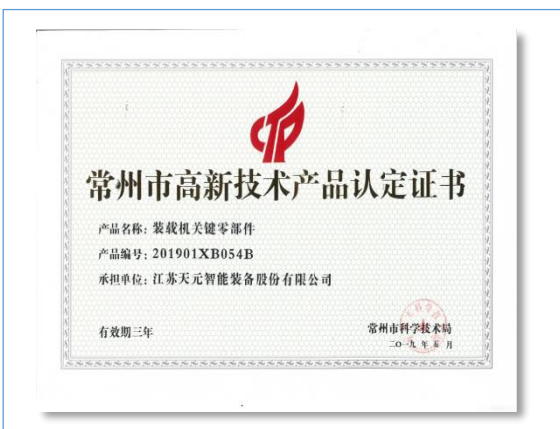 常州市高新技术产品认定证书
产品名称：装载机关键零部件
产品编号：201901XB054B
承担单位：江苏天元智能装备股份有限公司
有效期三年
常州市科学技术局
二〇一九年五月